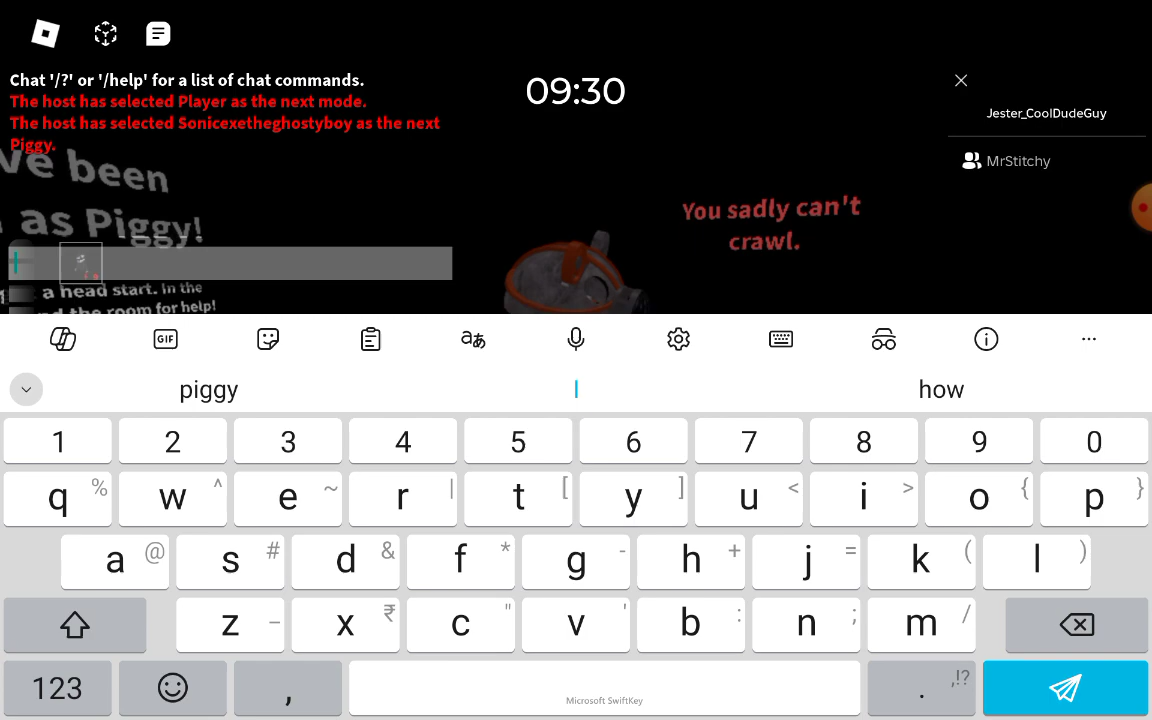 Chat '/?' or '/help' for a list of chat commands.
The host has selected Player as the next mode.
The host has selected Sonicexetheghostyboy as the next
Piggy.
09:30
Jester_CoolDudeGuy
MrStitchy
've been
as Piggy!
a head start. In the
the room for help!
You sadly can't
crawl.
GIF
piggy I how
1 2 3 4 5 6 7 8 9 0
q % w ^ e ~ r | t [ y ] u < i > o { p }
a @ s # d & f * g - h + j = k ( l )
z _ x ₹ c " v ' b : n ; m /
123 , Microsoft SwiftKey . ,!?